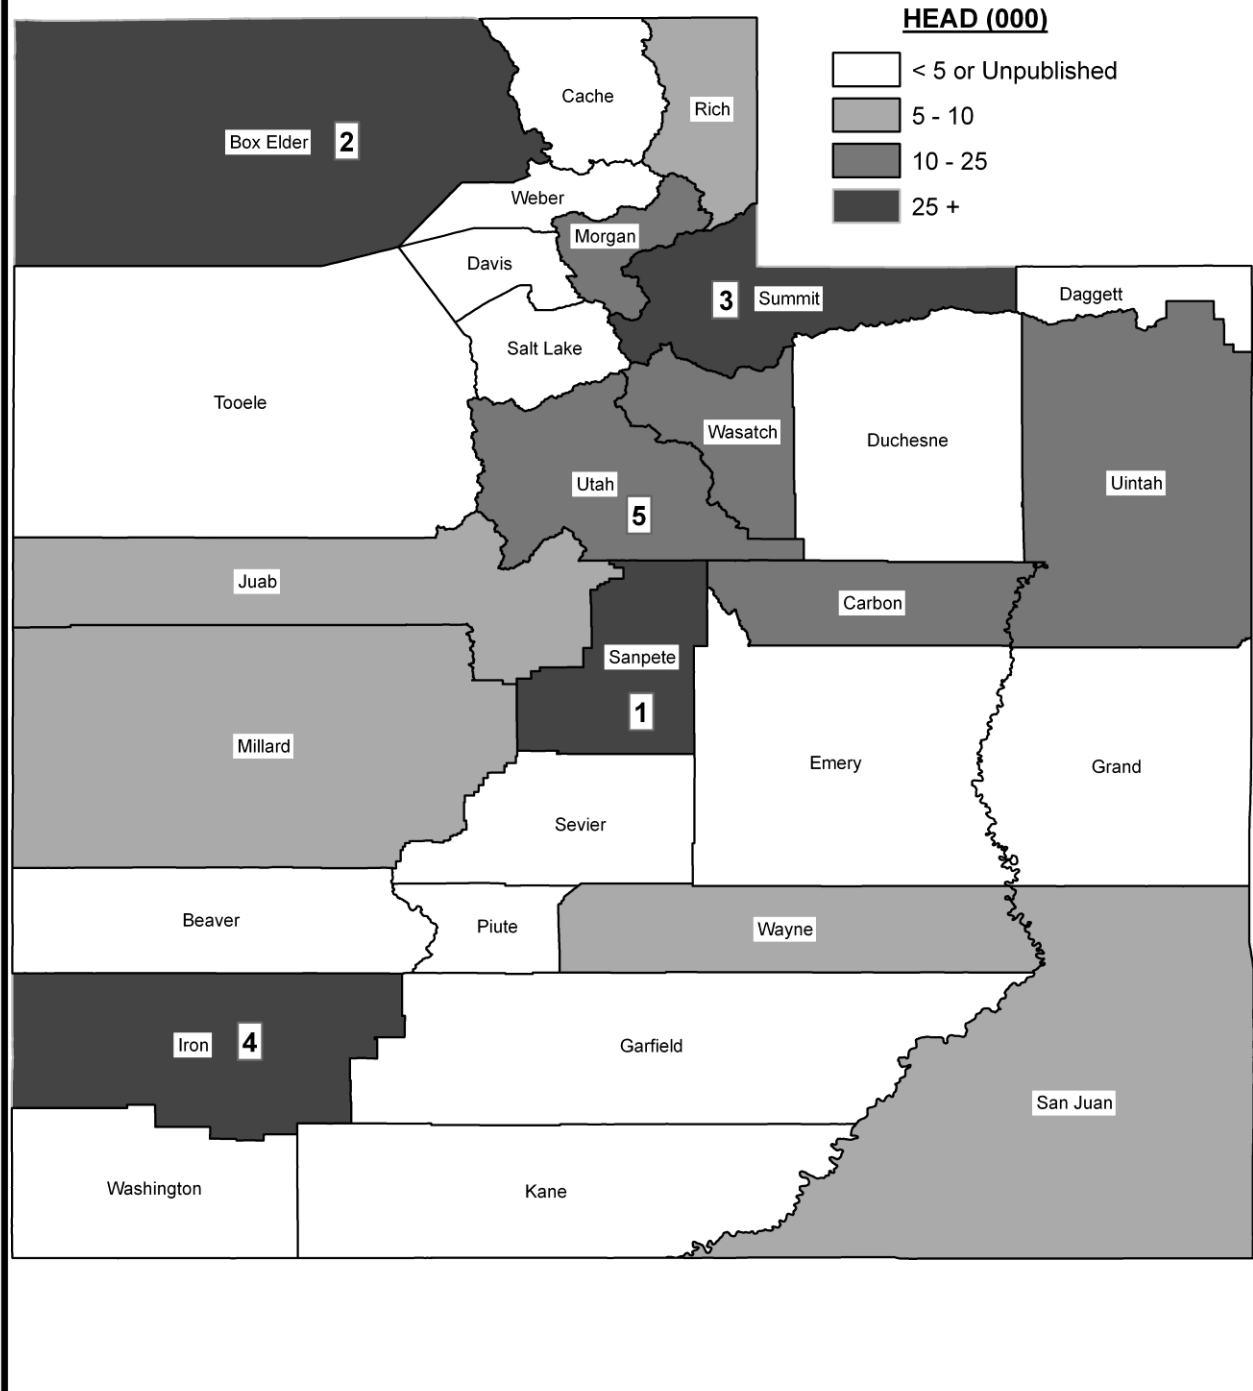 HEAD (000)
< 5 or Unpublished
5 - 10
10 - 25
25 +
Cache
Rich
Box Elder 2
Weber
Morgan
Davis
3 Summit
Daggett
Salt Lake
Tooele
Wasatch
Duchesne
Utah
5
Uintah
Juab
Carbon
Sanpete
1
Millard
Emery
Grand
Sevier
Beaver
Piute
Wayne
Iron 4
Garfield
San Juan
Washington
Kane